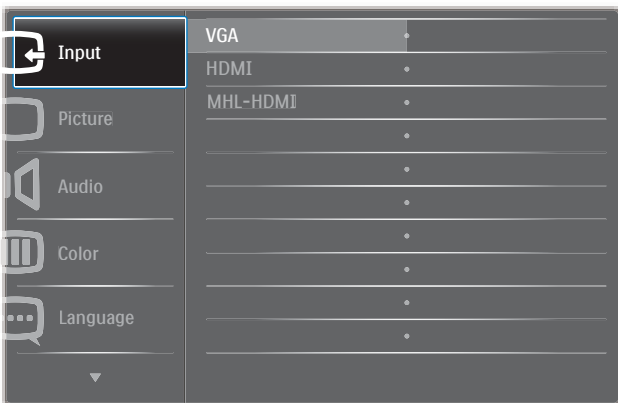 Input
Picture
Audio
Color
Language
VGA
HDMI
MHL-HDMI